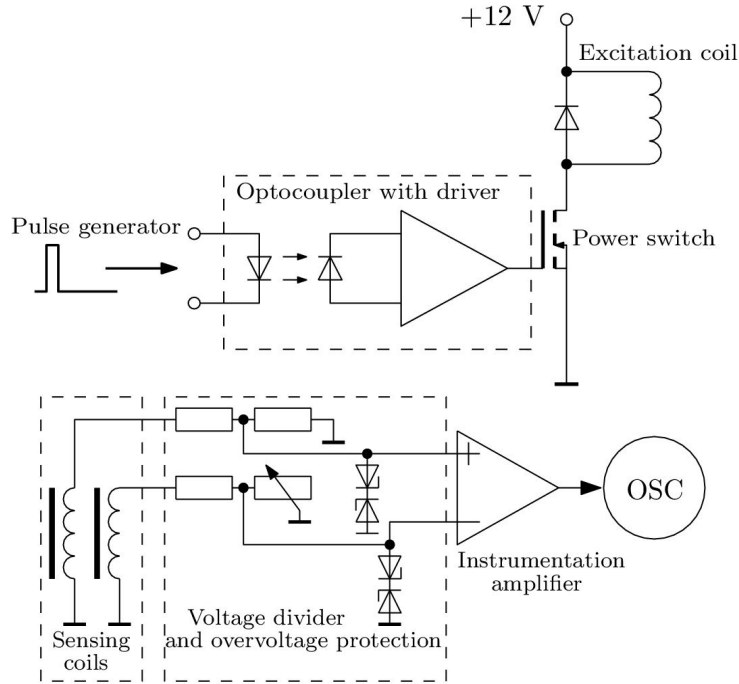 +12 V
Excitation coil
Optocoupler with driver
Pulse generator
Power switch
OSC
Instrumentation
amplifier
Voltage divider
and overvoltage protection
Sensing
coils